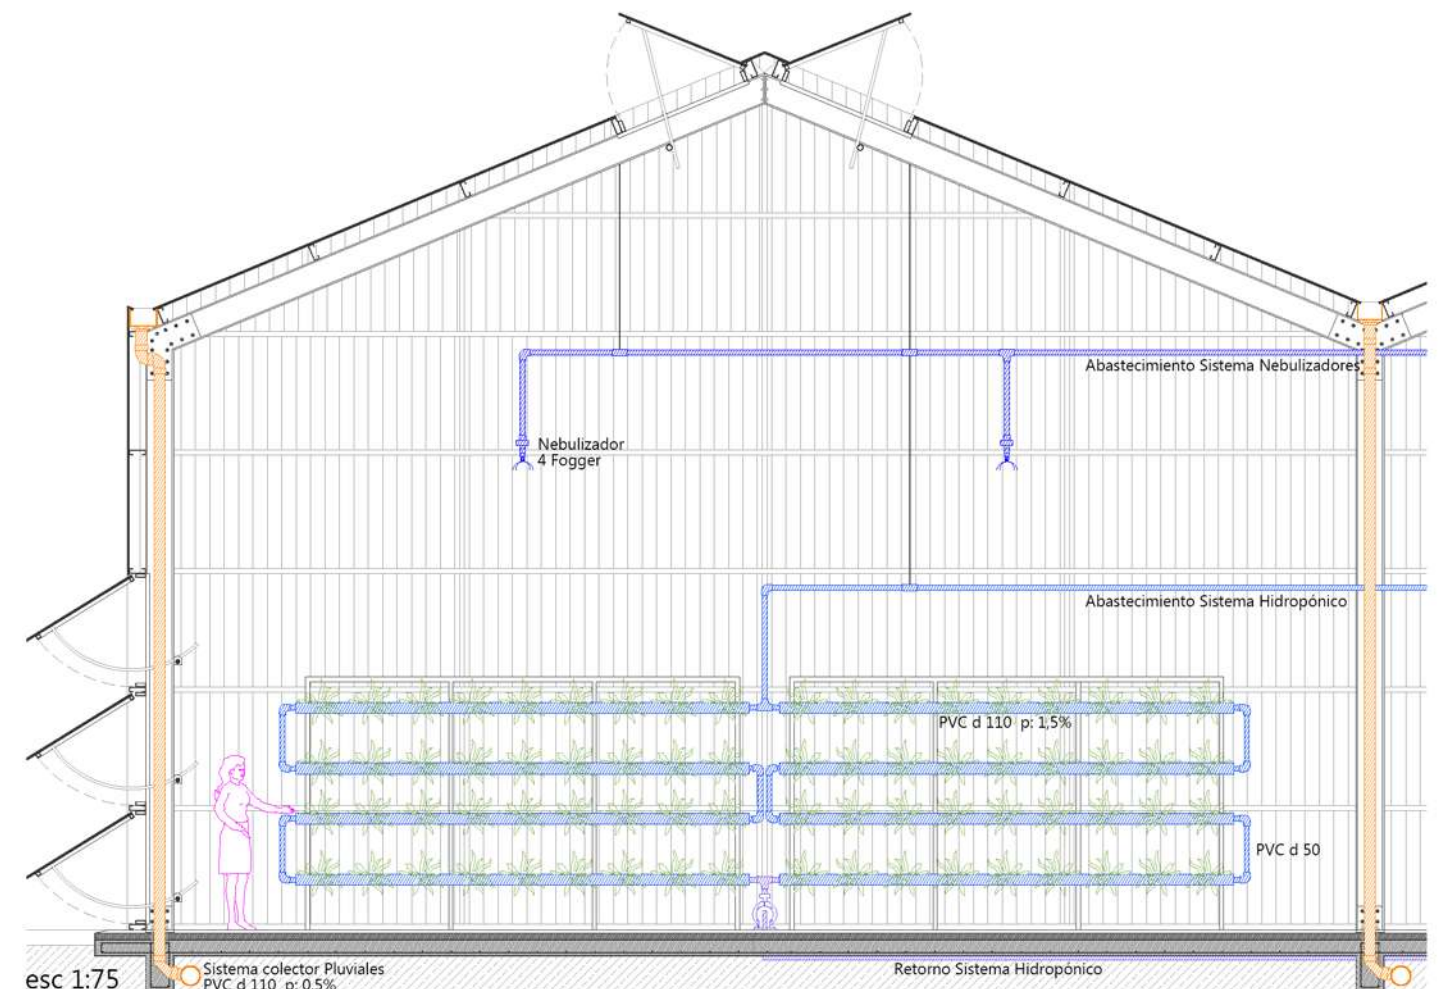 Abastecimiento Sistema Nebulizadores
Nebulizador
4 Fogger
Abastecimiento Sistema Hidropónico
PVC d 110 p: 1,5%
PVC d 50
esc 1:75
Sistema colector Pluviales
PVC d 110 p: 0,5%
Retorno Sistema Hidropónico